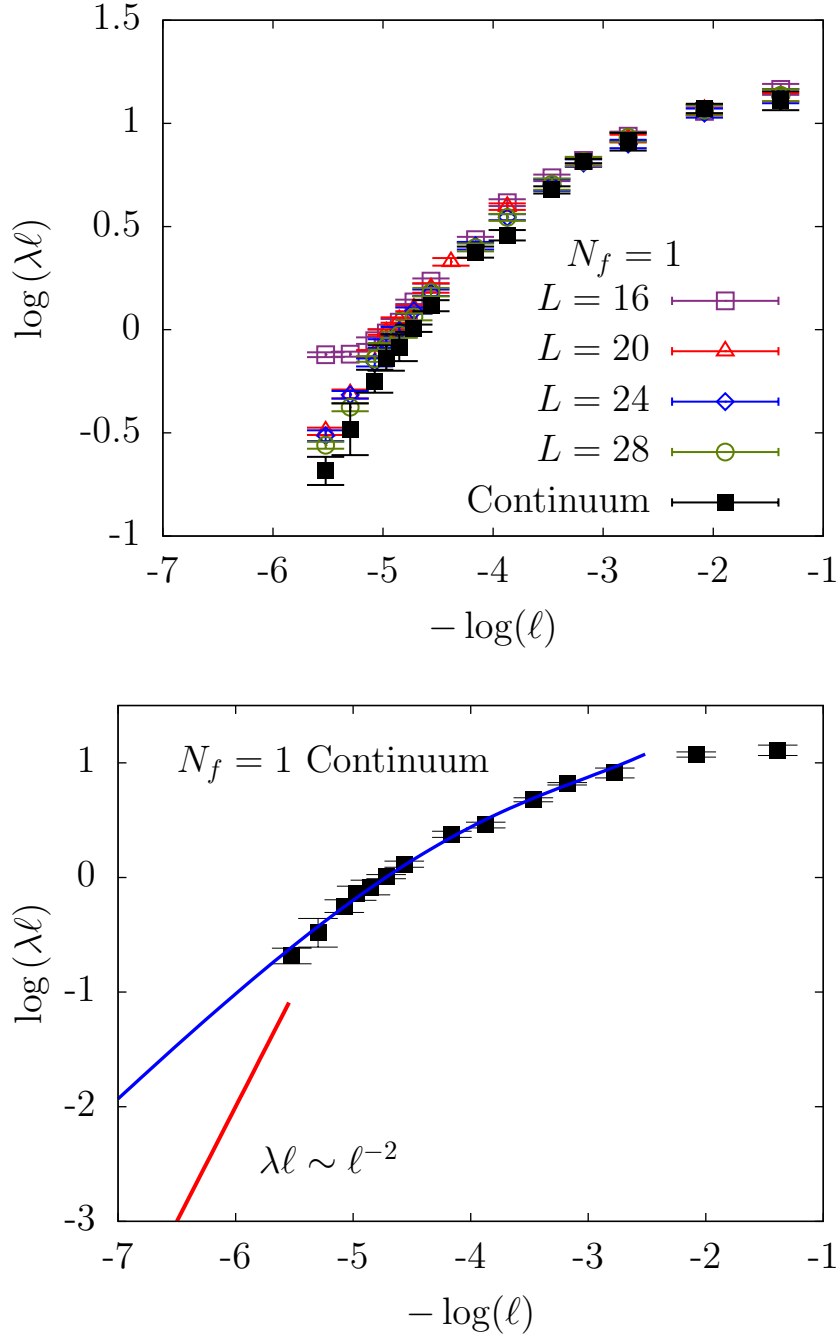 1.5
1
0.5
0
-0.5
-1
log (λℓ)
N_f = 1
L = 16
L = 20
L = 24
L = 28
Continuum
-7 -6 -5 -4 -3 -2 -1
− log(ℓ)
N_f = 1 Continuum
1
0
-1
-2
-3
log (λℓ)
λℓ ∼ ℓ⁻²
-7 -6 -5 -4 -3 -2 -1
− log(ℓ)